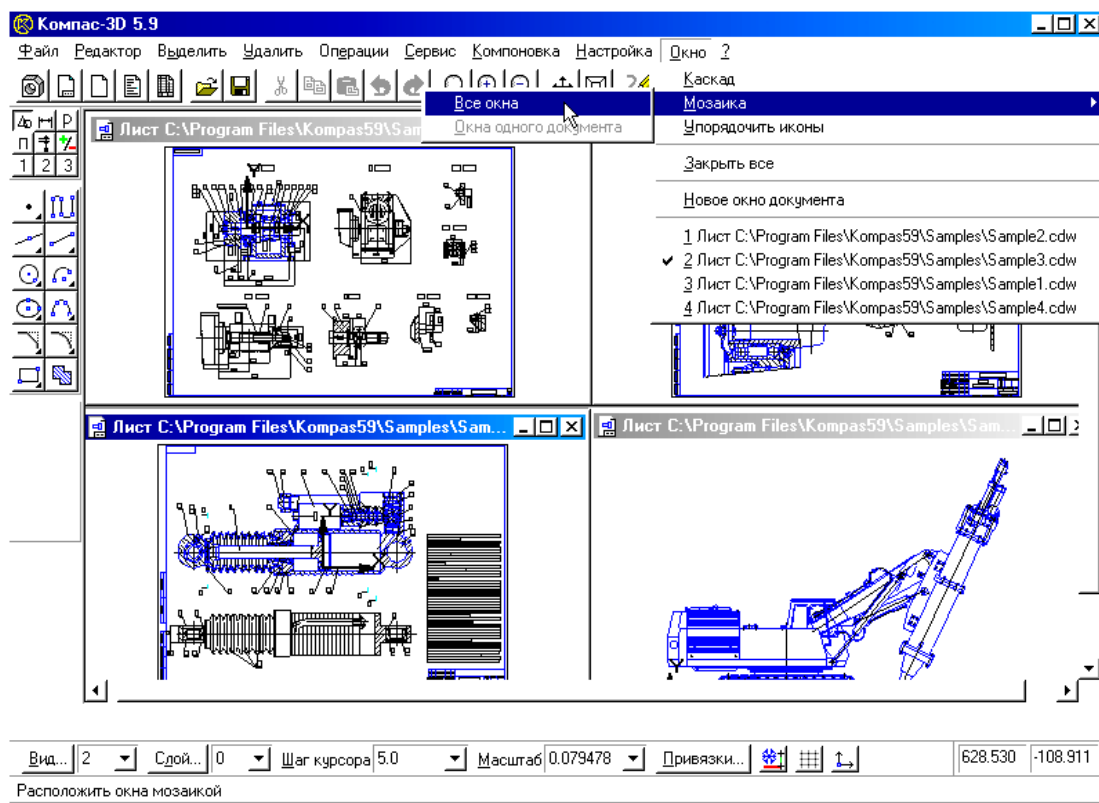 Компас-3D 5.9
Файл Редактор Выделить Удалить Операции Сервис Компоновка Настройка Окно ?
Каскад
Мозаика
Упорядочить иконы
Закрыть все
Новое окно документа
1 Лист C:\Program Files\Kompas59\Samples\Sample2.cdw
2 Лист C:\Program Files\Kompas59\Samples\Sample3.cdw
3 Лист C:\Program Files\Kompas59\Samples\Sample1.cdw
4 Лист C:\Program Files\Kompas59\Samples\Sample4.cdw
Все окна
Окна одного документа
P
П
1 2 3
Лист C:\Program Files\Kompas59\Sam
Лист C:\Program Files\Kompas59\Samples\Sam...
Лист C:\Program Files\Kompas59\Samples\Sam...
Y
X
Y
X
Y
Вид... 2 Слой... 0 Шаг курсора 5.0 Масштаб 0.079478 Привязки... 628.530 -108.911
Расположить окна мозаикой